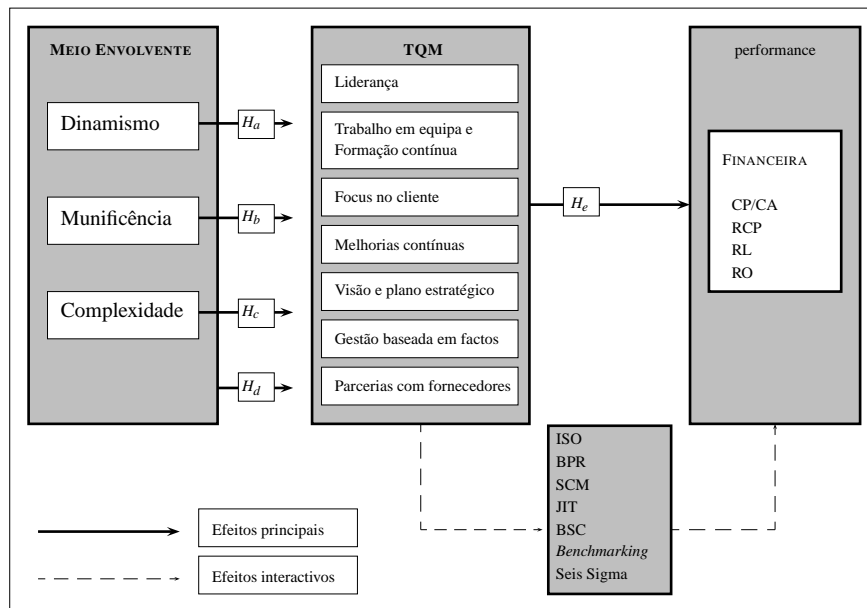 MEIO ENVOLVENTE
Dinamismo
Munificência
Complexidade
Ha
Hb
Hc
Hd
TQM
Liderança
Trabalho em equipa e
Formação contínua
Focus no cliente
Melhorias contínuas
Visão e plano estratégico
Gestão baseada em factos
Parcerias com fornecedores
He
performance
FINANCEIRA
CP/CA
RCP
RL
RO
ISO
BPR
SCM
JIT
BSC
Benchmarking
Seis Sigma
Efeitos principais
Efeitos interactivos